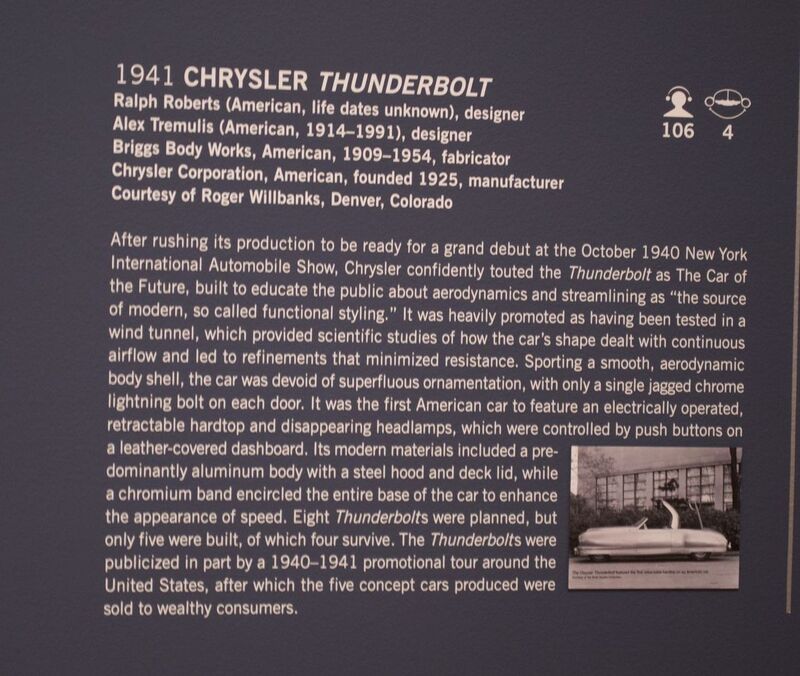 1941 CHRYSLER THUNDERBOLT
Ralph Roberts (American, life dates unknown), designer
Alex Tremulis (American, 1914–1991), designer
Briggs Body Works, American, 1909–1954, fabricator
Chrysler Corporation, American, founded 1925, manufacturer
Courtesy of Roger Willbanks, Denver, Colorado
106
4
After rushing its production to be ready for a grand debut at the October 1940 New York
International Automobile Show, Chrysler confidently touted the Thunderbolt as The Car of
the Future, built to educate the public about aerodynamics and streamlining as “the source
of modern, so called functional styling.” It was heavily promoted as having been tested in a
wind tunnel, which provided scientific studies of how the car’s shape dealt with continuous
airflow and led to refinements that minimized resistance. Sporting a smooth, aerodynamic
body shell, the car was devoid of superfluous ornamentation, with only a single jagged chrome
lightning bolt on each door. It was the first American car to feature an electrically operated,
retractable hardtop and disappearing headlamps, which were controlled by push buttons on
a leather-covered dashboard. Its modern materials included a pre-
dominantly aluminum body with a steel hood and deck lid, while
a chromium band encircled the entire base of the car to enhance
the appearance of speed. Eight Thunderbolts were planned, but
only five were built, of which four survive. The Thunderbolts were
publicized in part by a 1940–1941 promotional tour around the
United States, after which the five concept cars produced were
sold to wealthy consumers.
The Chrysler Thunderbolt featured the first retractable hardtop on an American car.